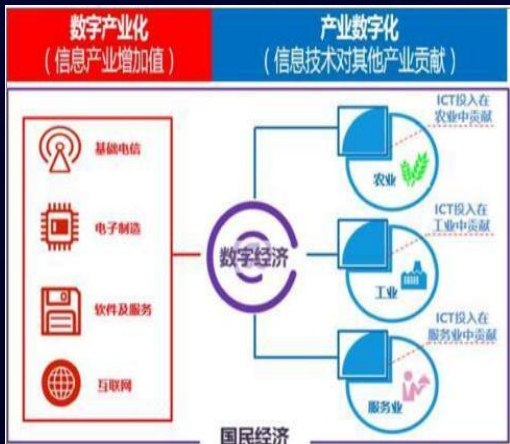 数字产业化
（信息产业增加值）
产业数字化
（信息技术对其他产业贡献）
基础电信
电子制造
软件及服务
互联网
数字经济
ICT投入在
农业中贡献
农业
ICT投入在
工业中贡献
工业
ICT投入在
服务业中贡献
服务业
国民经济